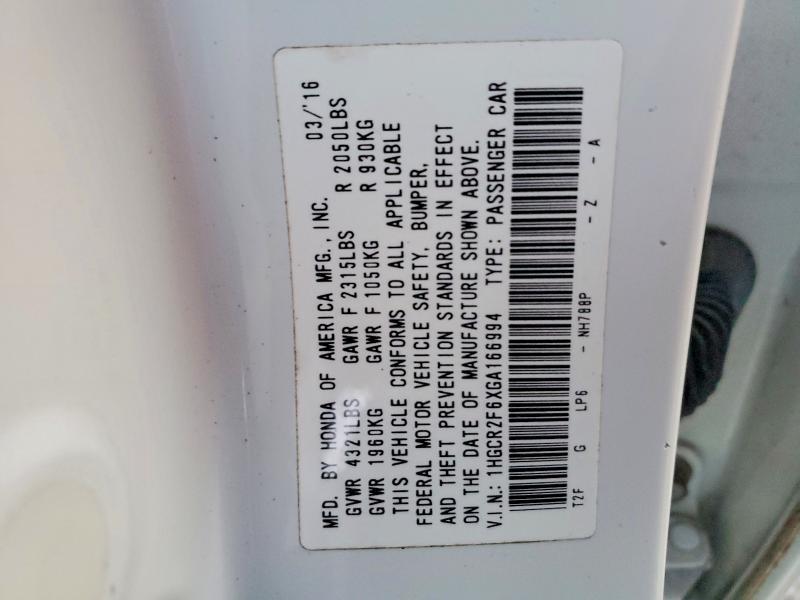 MFD. BY HONDA OF AMERICA MFG., INC. 03/'16
GVWR 4321LBS GAWR F 2315LBS R 2050LBS
GVWR 1960KG GAWR F 1050KG R 930KG
THIS VEHICLE CONFORMS TO ALL APPLICABLE
FEDERAL MOTOR VEHICLE SAFETY, BUMPER,
AND THEFT PREVENTION STANDARDS IN EFFECT
ON THE DATE OF MANUFACTURE SHOWN ABOVE.
V.I.N.: 1HGCR2F6XGA166994 TYPE: PASSENGER CAR
T2F G LP6 - NH788P - Z - A